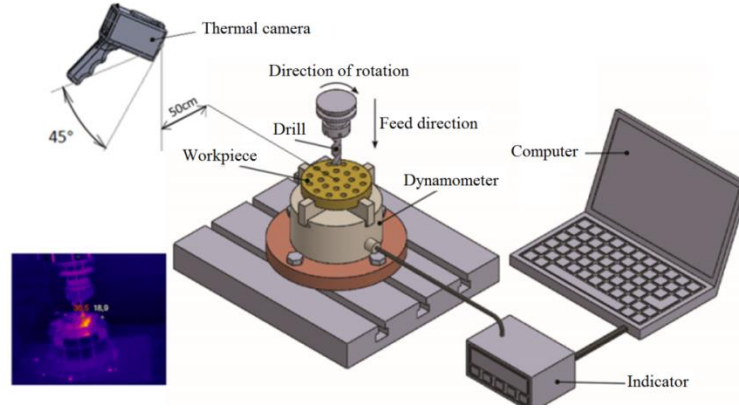 Thermal camera
Direction of rotation
50cm
Feed direction
45°
Drill
Computer
Workpiece
Dynamometer
18,9
Indicator